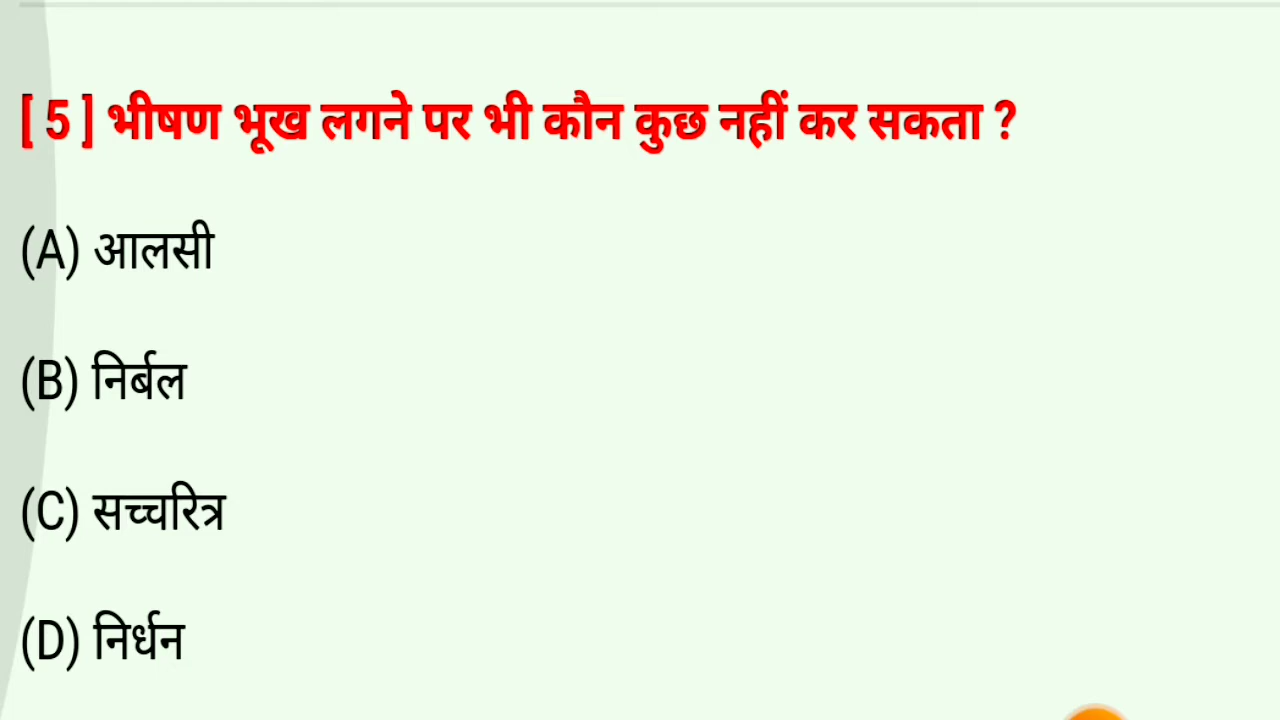 [ 5 ] भीषण भूख लगने पर भी कौन कुछ नहीं कर सकता ?
(A) आलसी
(B) निर्बल
(C) सच्चरित्र
(D) निर्धन